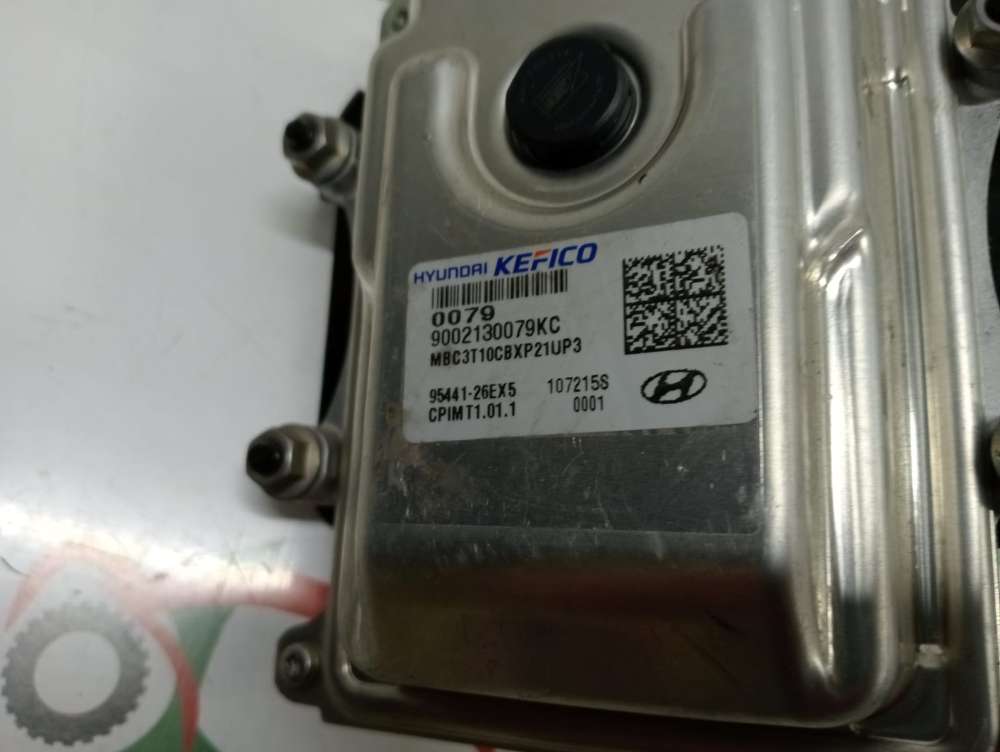 HYUNDAI KEFICO
0079
9002130079KC
MBC3T10CBXP21UP3
95441-26EX5 107215S
CPIMT1.01.1 0001